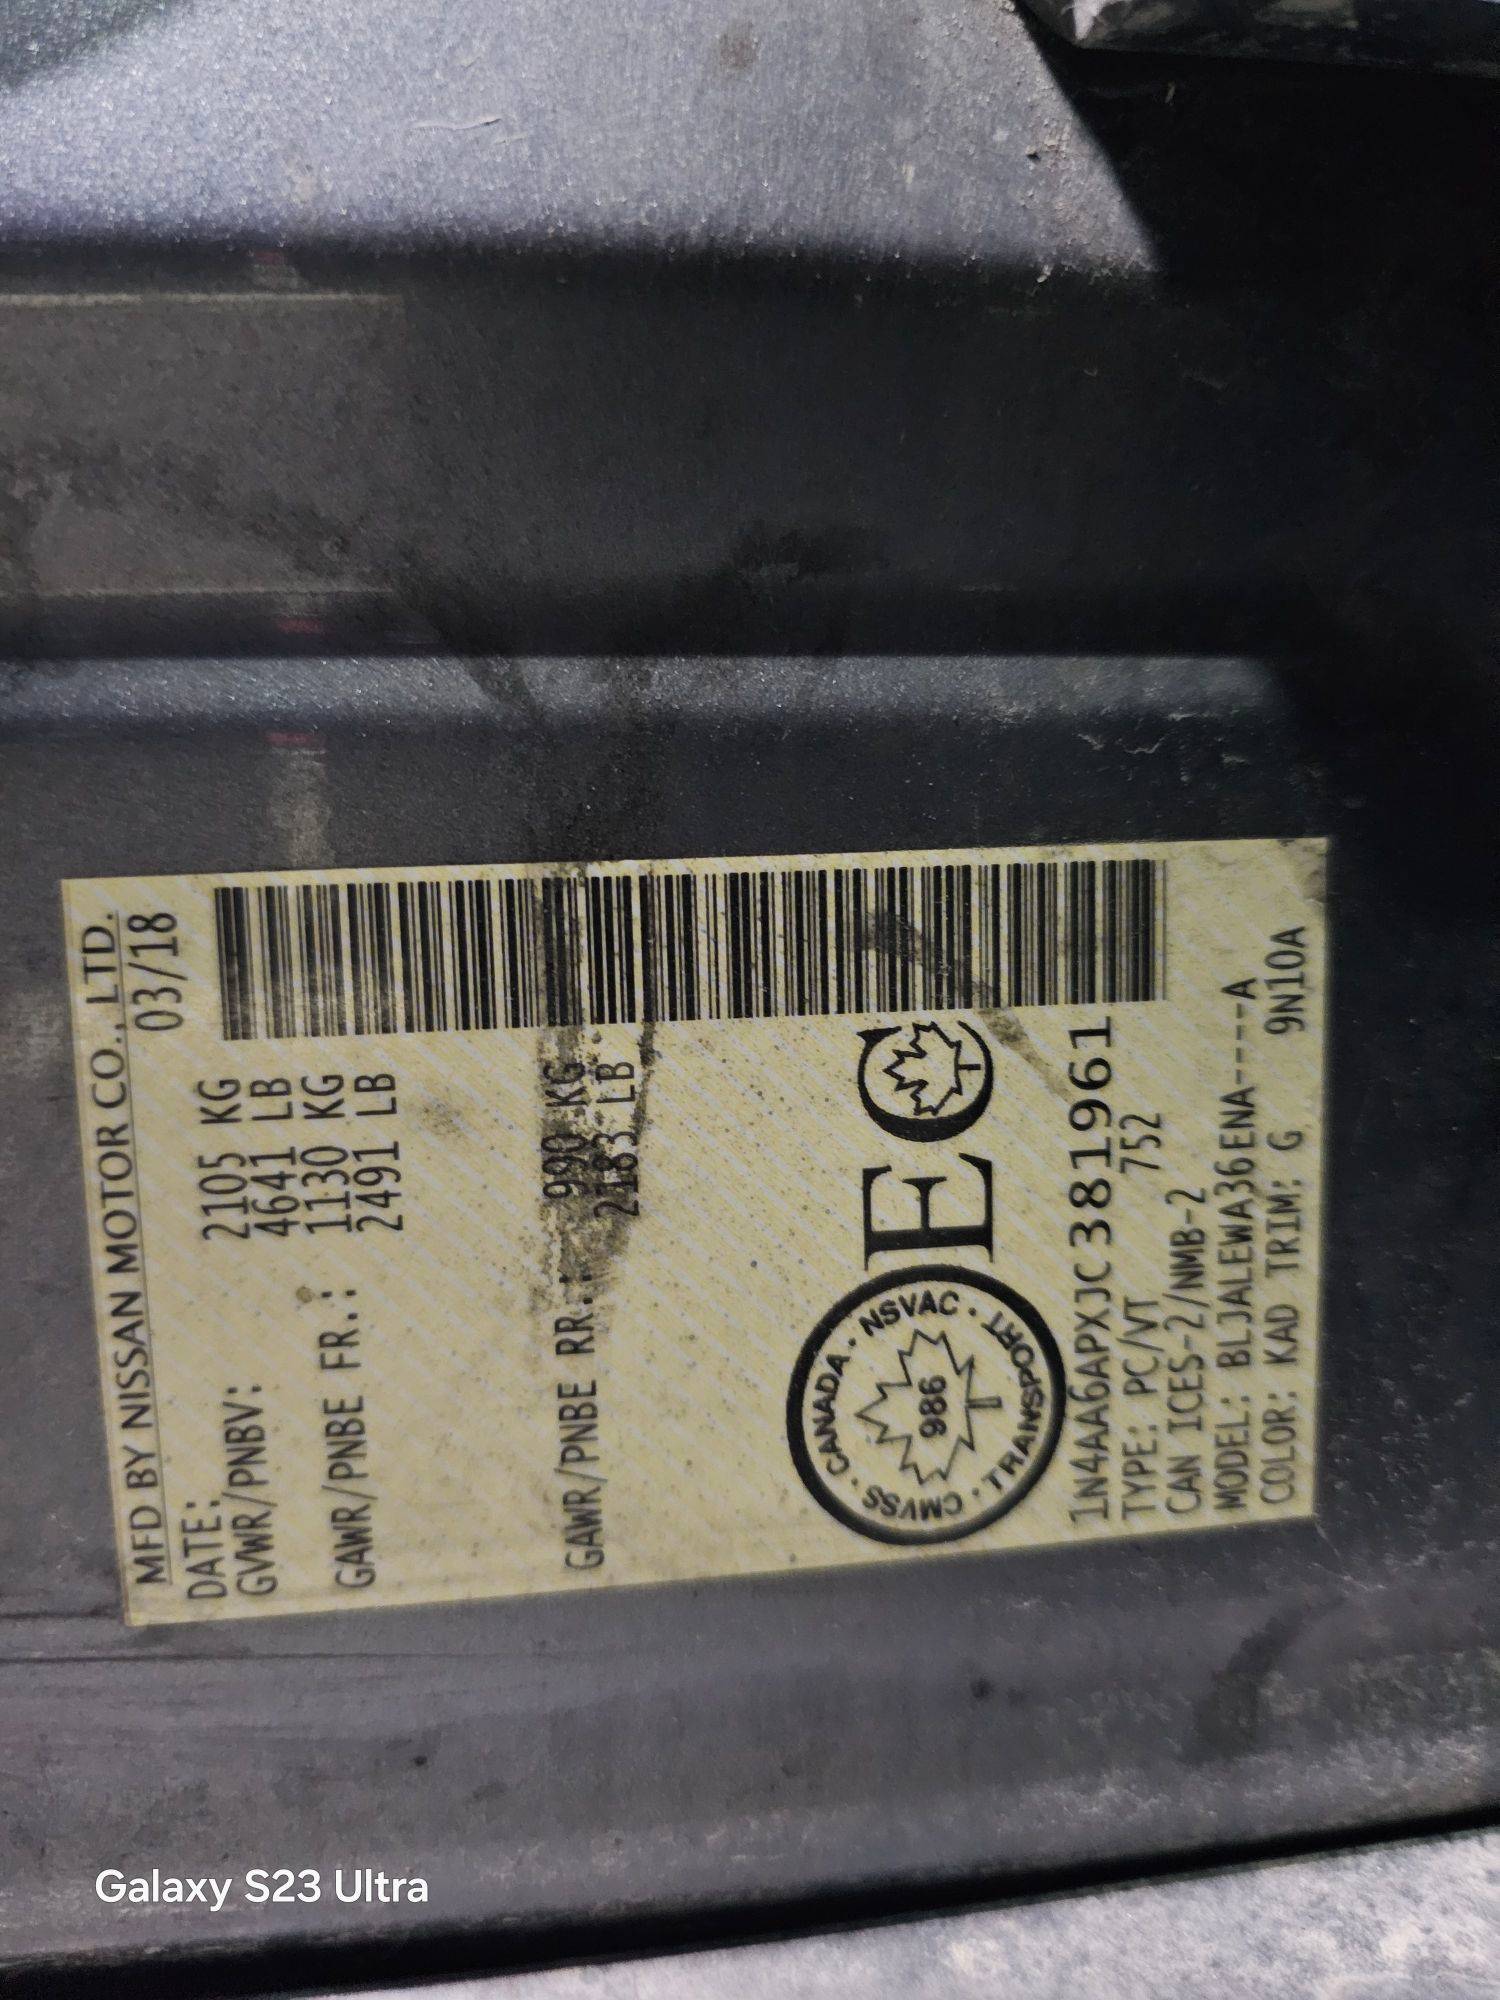 MFD BY NISSAN MOTOR CO., LTD.
DATE: 03/18
GVWR/PNBV: 2105 KG
4641 LB
GAWR/PNBE FR.: 1130 KG
2491 LB
GAWR/PNBE RR.: 990 KG
2183 LB
CANADA · NSVAC · TRANSPORT · CMVSS ·
986
EC
1N4AA6APXJC381961
TYPE: PC/VT 752
CAN ICES-2/NMB-2
MODEL: BLJALEWA36ENA----A
COLOR: KAD TRIM: G 9N10A
Galaxy S23 Ultra